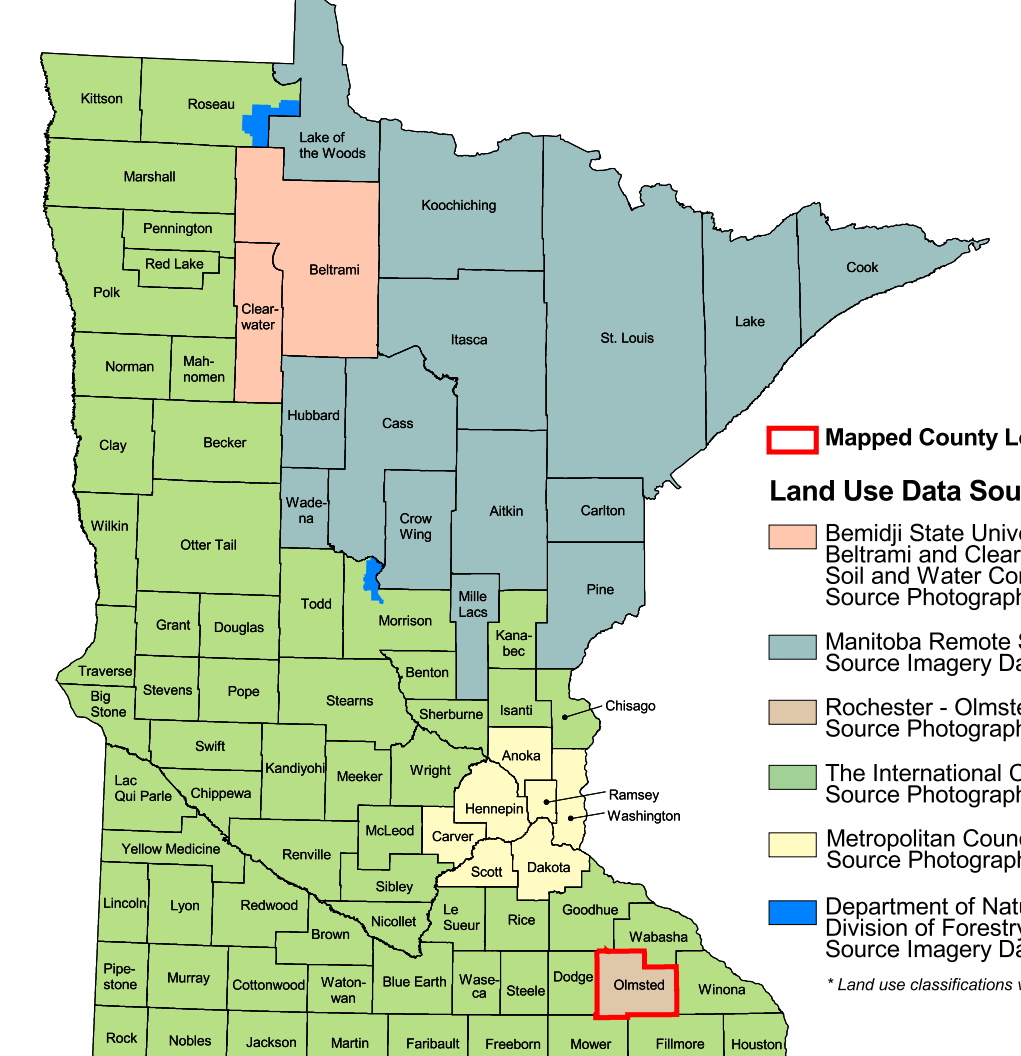 Kittson
Roseau
Lake of
the Woods
Marshall
Koochiching
Pennington
Red Lake
Beltrami
Cook
Polk
Clear-
water
Lake
Itasca
St. Louis
Norman
Mah-
nomen
Hubbard
Cass
Clay
Becker
Mapped County L
Land Use Data Sou
Wade-
na
Crow
Wing
Aitkin
Carlton
Wilkin
Otter Tail
Bemidji State Unive
Beltrami and Clear
Soil and Water Co
Source Photograph
Mille
Lacs
Pine
Todd
Morrison
Grant
Douglas
Kana-
bec
Manitoba Remote S
Source Imagery Da
Traverse
Benton
Big
Stone
Stevens
Pope
Stearns
Sherburne
Isanti
Chisago
Rochester - Olmste
Source Photograph
Swift
Anoka
Kandiyohi
Meeker
Wright
The International C
Source Photograph
Lac
Qui Parle
Chippewa
Hennepin
Ramsey
Washington
McLeod
Carver
Metropolitan Counc
Source Photograph
Yellow Medicine
Renville
Scott
Dakota
Sibley
Lincoln
Lyon
Redwood
Nicollet
Le
Sueur
Rice
Goodhue
Department of Natu
Division of Forestry
Source Imagery Da
Brown
Wabasha
Pipe-
stone
Murray
Cottonwood
Waton-
wan
Blue Earth
Wase-
ca
Steele
Dodge
Olmsted
Winona
* Land use classifications v
Rock
Nobles
Jackson
Martin
Faribault
Freeborn
Mower
Fillmore
Houston